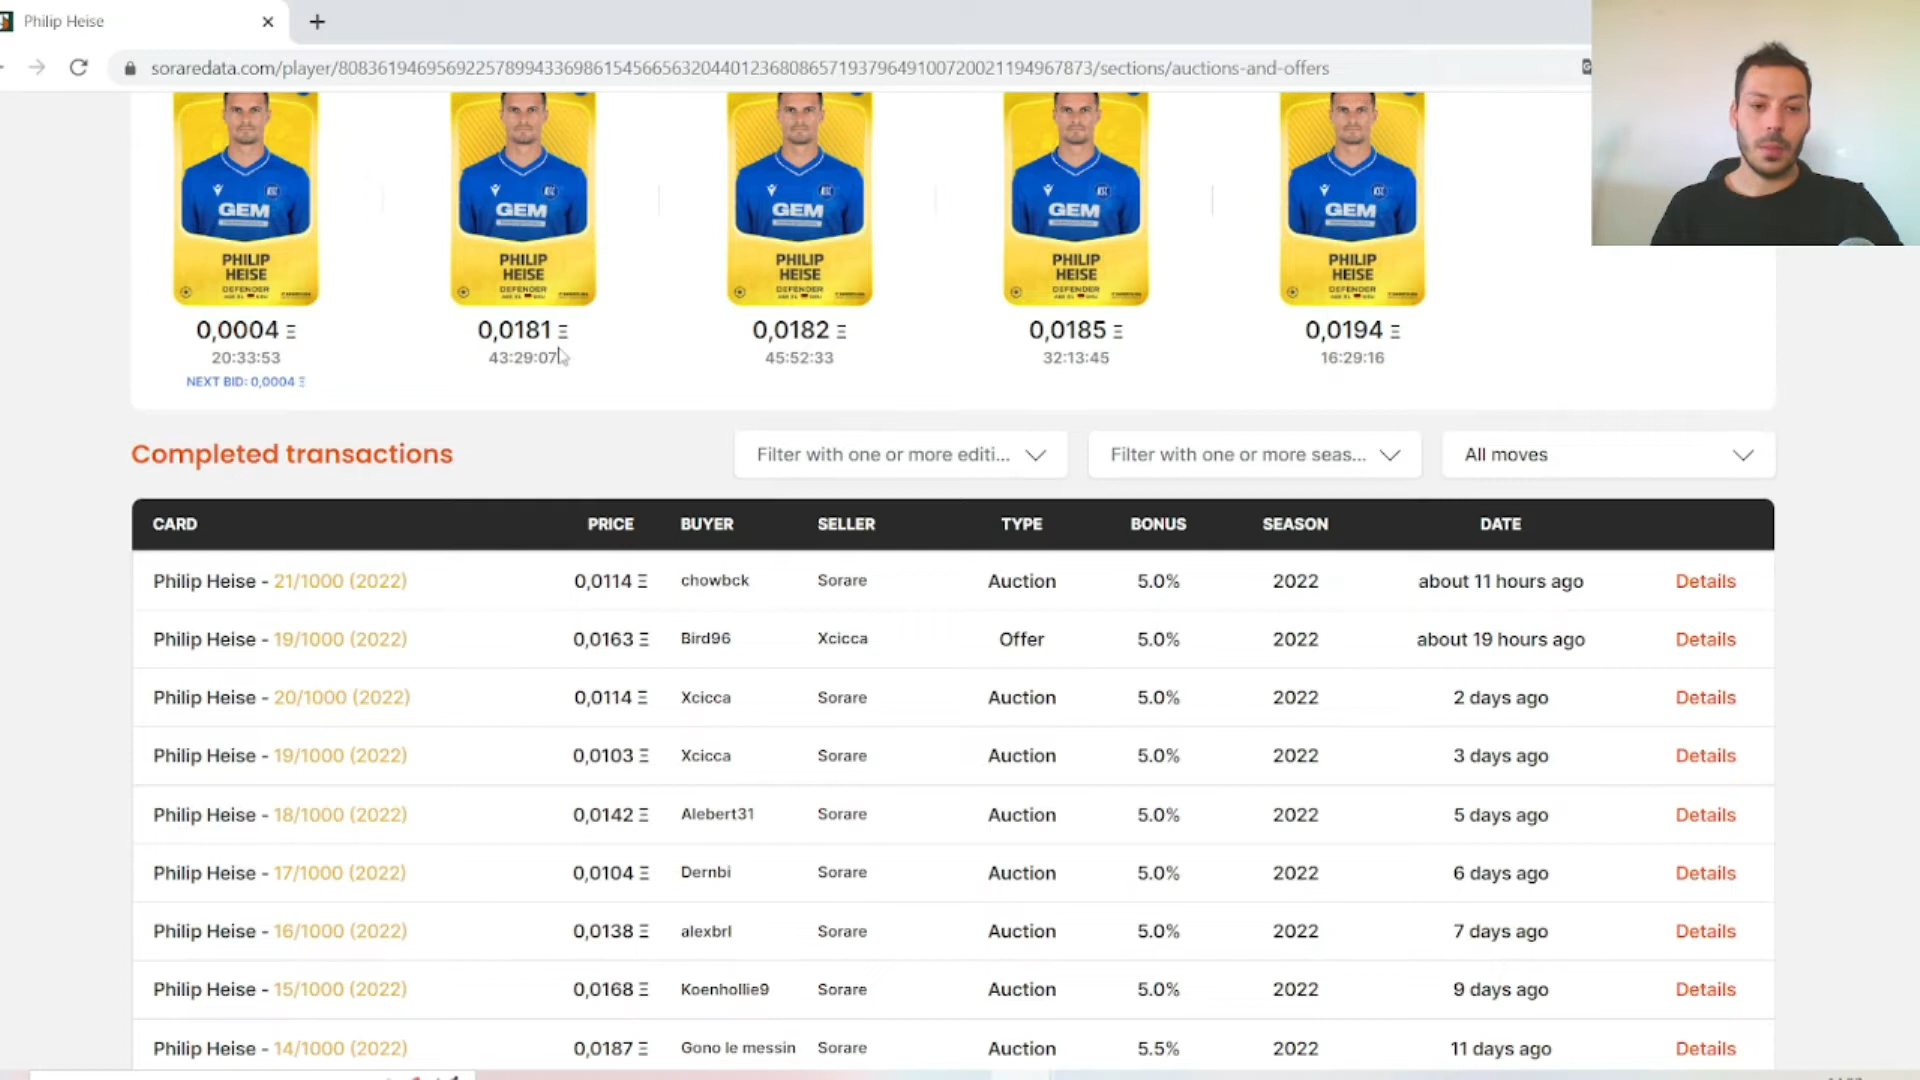 Philip Heise
soraredata.com/player/80836194695692257899433698615456656320440123680865719379649100720021194967873/sections/auctions-and-offers
GEM GEM GEM GEM GEM
PHILIP HEISE PHILIP HEISE PHILIP HEISE PHILIP HEISE PHILIP HEISE
DEFENDER DEFENDER DEFENDER DEFENDER DEFENDER
0,0004 Ξ 0,0181 Ξ 0,0182 Ξ 0,0185 Ξ 0,0194 Ξ
20:33:53 43:29:07 45:52:33 32:13:45 16:29:16
NEXT BID: 0,0004 Ξ
Completed transactions Filter with one or more editi... Filter with one or more seas... All moves
CARD PRICE BUYER SELLER TYPE BONUS SEASON DATE
Philip Heise - 21/1000 (2022) 0,0114 Ξ chowbck Sorare Auction 5.0% 2022 about 11 hours ago Details
Philip Heise - 19/1000 (2022) 0,0163 Ξ Bird96 Xcicca Offer 5.0% 2022 about 19 hours ago Details
Philip Heise - 20/1000 (2022) 0,0114 Ξ Xcicca Sorare Auction 5.0% 2022 2 days ago Details
Philip Heise - 19/1000 (2022) 0,0103 Ξ Xcicca Sorare Auction 5.0% 2022 3 days ago Details
Philip Heise - 18/1000 (2022) 0,0142 Ξ Alebert31 Sorare Auction 5.0% 2022 5 days ago Details
Philip Heise - 17/1000 (2022) 0,0104 Ξ Dernbi Sorare Auction 5.0% 2022 6 days ago Details
Philip Heise - 16/1000 (2022) 0,0138 Ξ alexbrl Sorare Auction 5.0% 2022 7 days ago Details
Philip Heise - 15/1000 (2022) 0,0168 Ξ Koenhollie9 Sorare Auction 5.0% 2022 9 days ago Details
Philip Heise - 14/1000 (2022) 0,0187 Ξ Gono le messin Sorare Auction 5.5% 2022 11 days ago Details